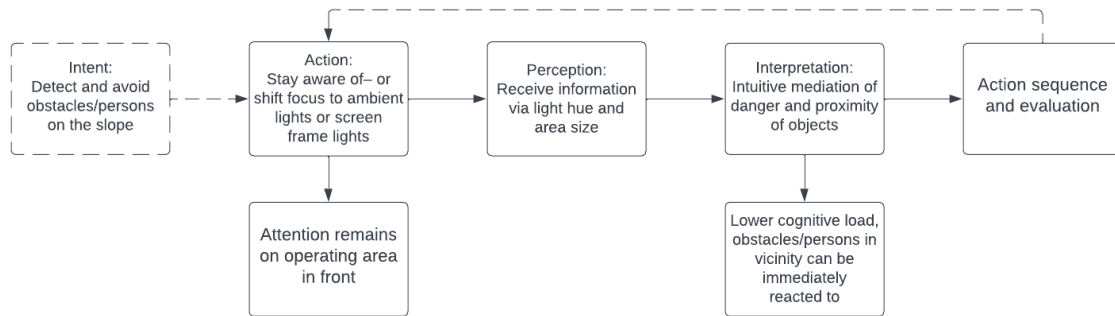 Intent:
Detect and avoid
obstacles/persons
on the slope
Action:
Stay aware of– or
shift focus to ambient
lights or screen
frame lights
Perception:
Receive information
via light hue and
area size
Interpretation:
Intuitive mediation of
danger and proximity
of objects
Action sequence
and evaluation
Attention remains
on operating area
in front
Lower cognitive load,
obstacles/persons in
vicinity can be
immediately
reacted to